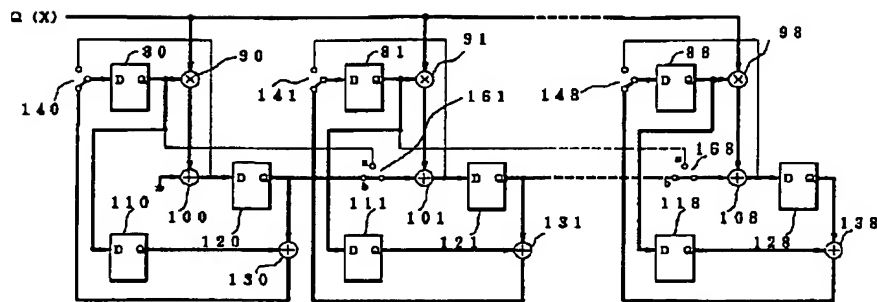 D (X)
80 90 81 91 88 98
140 141 161 148 168
D Q D Q D Q
a a
b b
D Q D Q D Q
110 100 111 101 118 108
D 120 D 121 D 128
130 131 138